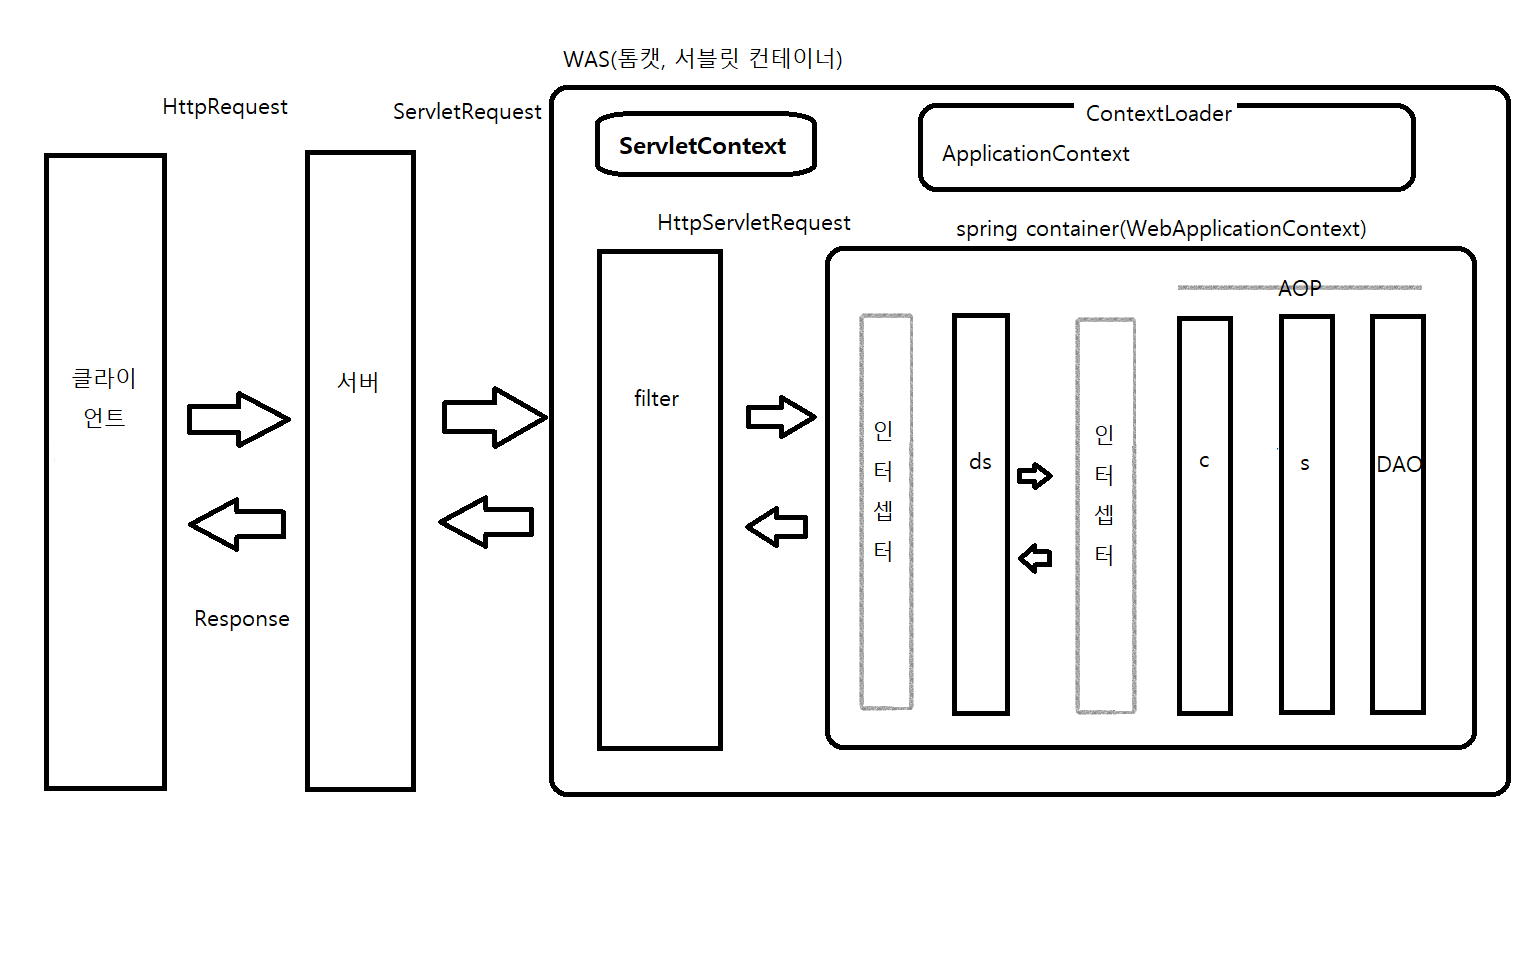 WAS(톰캣, 서블릿 컨테이너)
HttpRequest
ServletRequest
ServletContext
ContextLoader
ApplicationContext
HttpServletRequest
spring container(WebApplicationContext)
AOP
클라이
언트
서버
filter
인
터
셉
터
ds
인
터
셉
터
c
s
DAO
Response